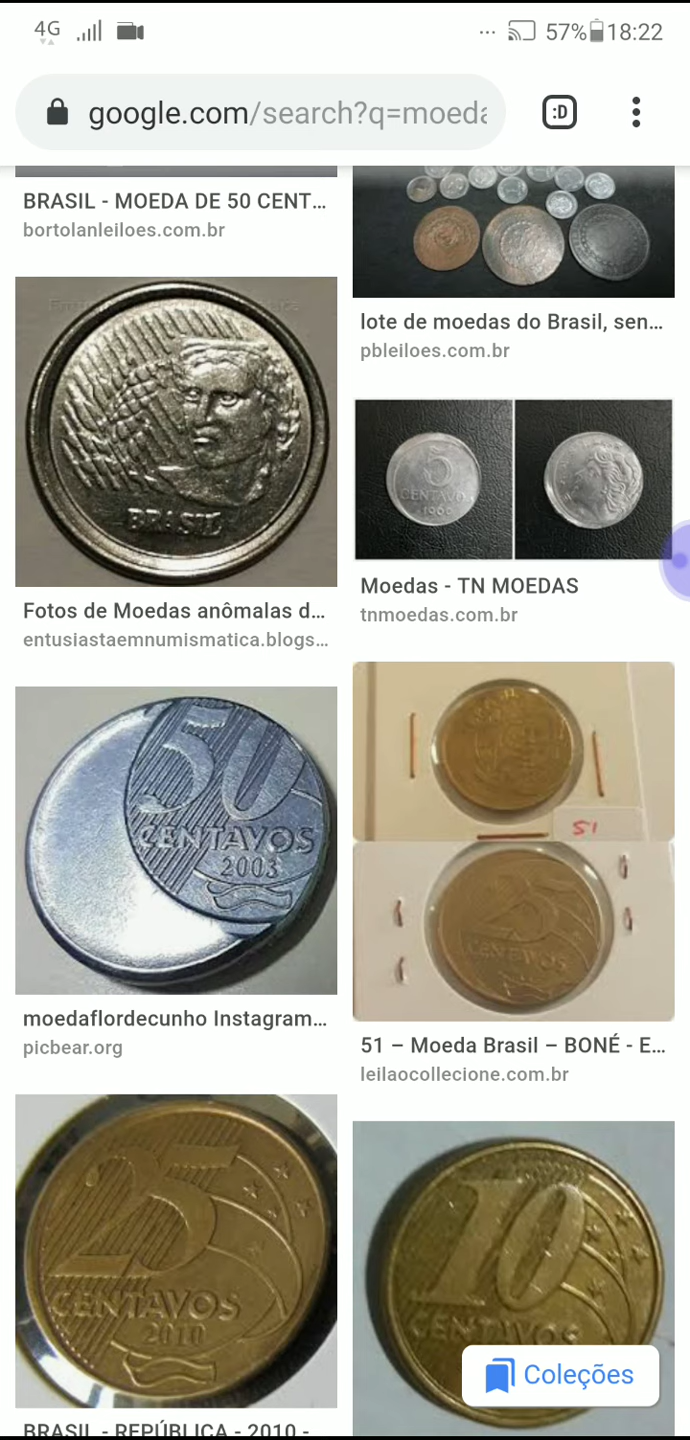 4G
... 57% 18:22
google.com/search?q=moeda
:D
BRASIL - MOEDA DE 50 CENT...
bortolanleiloes.com.br
BRASIL
Fotos de Moedas anômalas d...
entusiastaemnumismatica.blogs...
50
CENTAVOS
2003
moedaflordecunho Instagram...
picbear.org
25
CENTAVOS
2010
BRASIL - REPÚBLICA - 2010 -
lote de moedas do Brasil, sen...
pbleiloes.com.br
5
CENTAVOS
Moedas - TN MOEDAS
tnmoedas.com.br
51
25
CENTAVOS
51 – Moeda Brasil – BONÉ - E...
leilaocollecione.com.br
10
CENTAVOS
Coleções